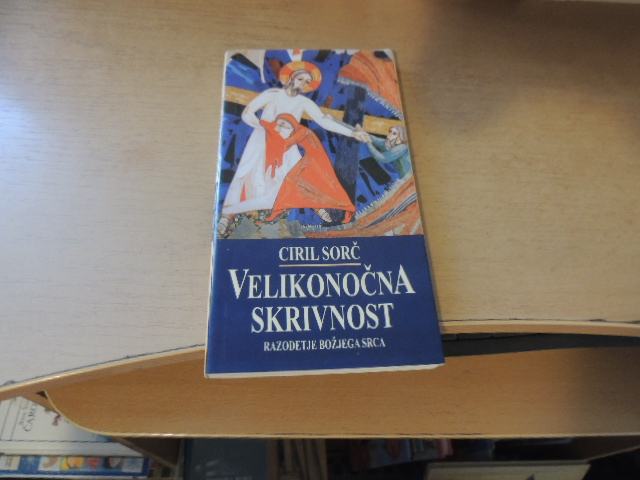 CIRIL SORČ
VELIKONOČNA
SKRIVNOST
RAZODETJE BOŽJEGA SRCA